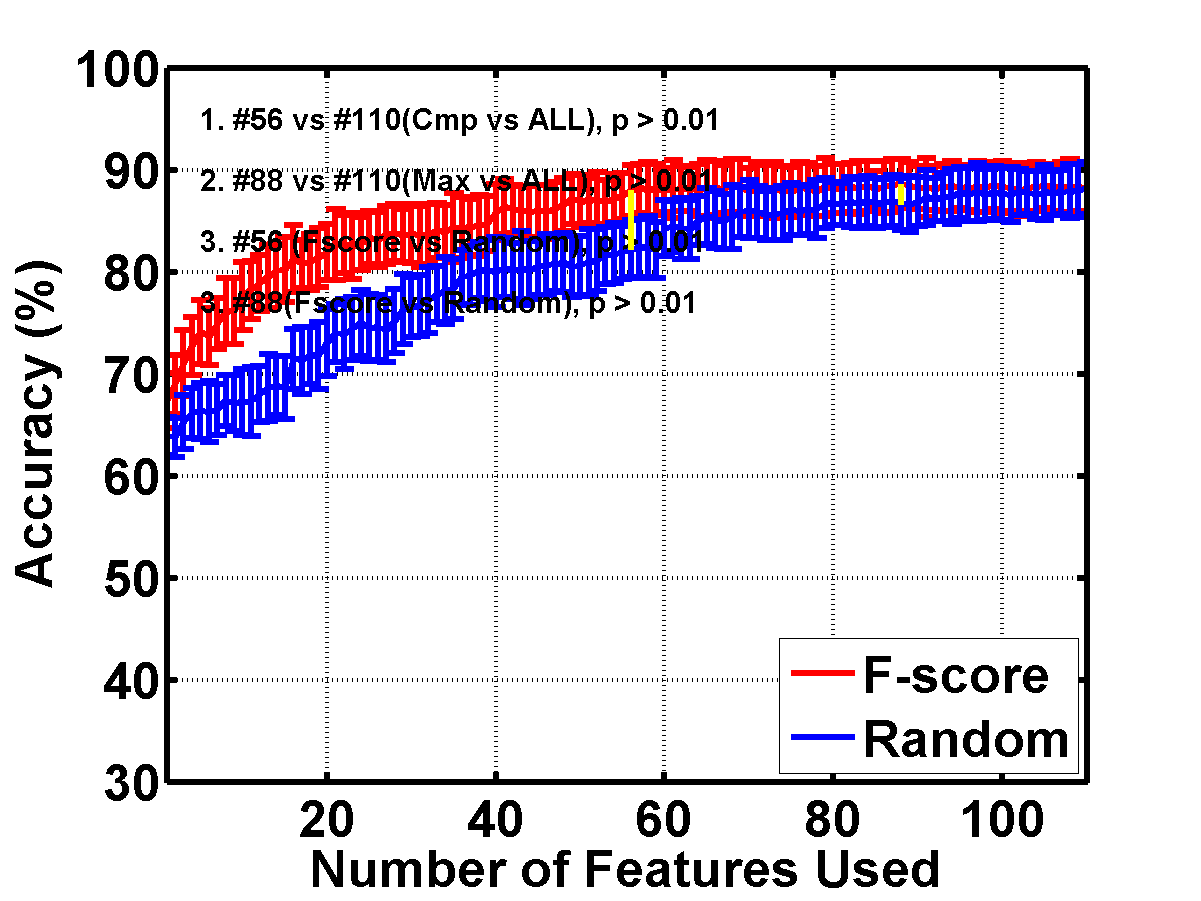 100
90
80
70
60
50
40
30
Accuracy (%)
1. #56 vs #110(Cmp vs ALL), p > 0.01
2. #88 vs #110(Max vs ALL), p > 0.01
3. #56 (Fscore vs Random), p > 0.01
3. #88(Fscore vs Random), p > 0.01
F-score
Random
20 40 60 80 100
Number of Features Used